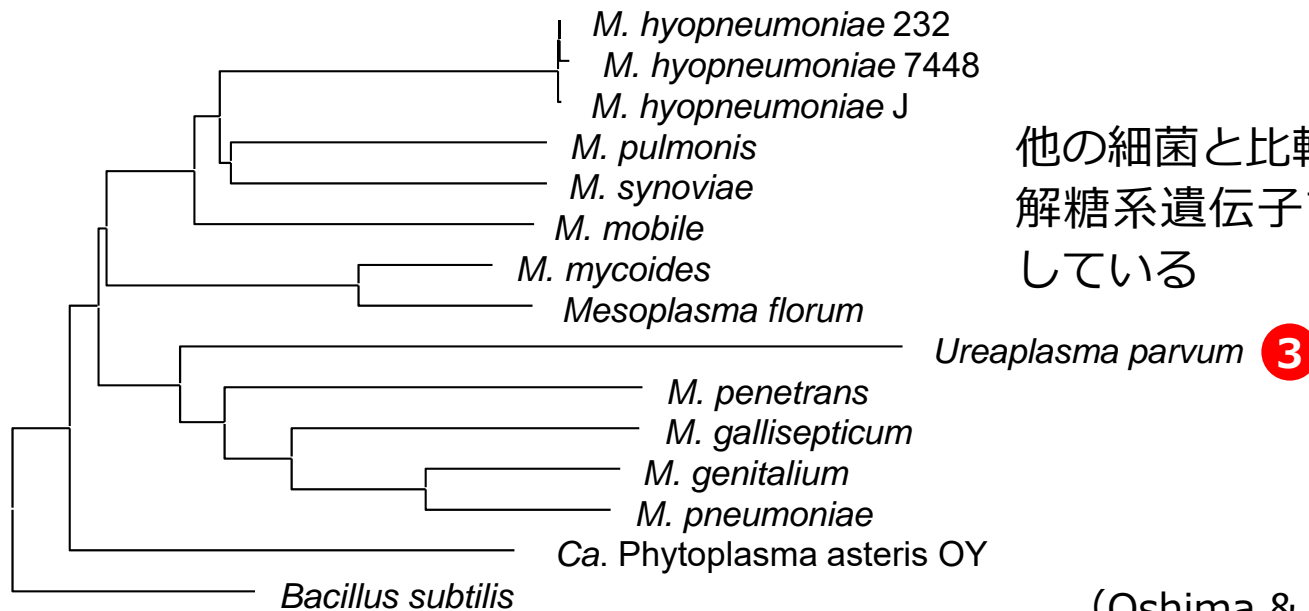 M. hyopneumoniae 232
M. hyopneumoniae 7448
M. hyopneumoniae J
M. pulmonis
M. synoviae
M. mobile
M. mycoides
Mesoplasma florum
Ureaplasma parvum 3
M. penetrans
M. gallisepticum
M. genitalium
M. pneumoniae
Ca. Phytoplasma asteris OY
Bacillus subtilis
他の細菌と比
解糖系遺伝子
している
(Oshima &